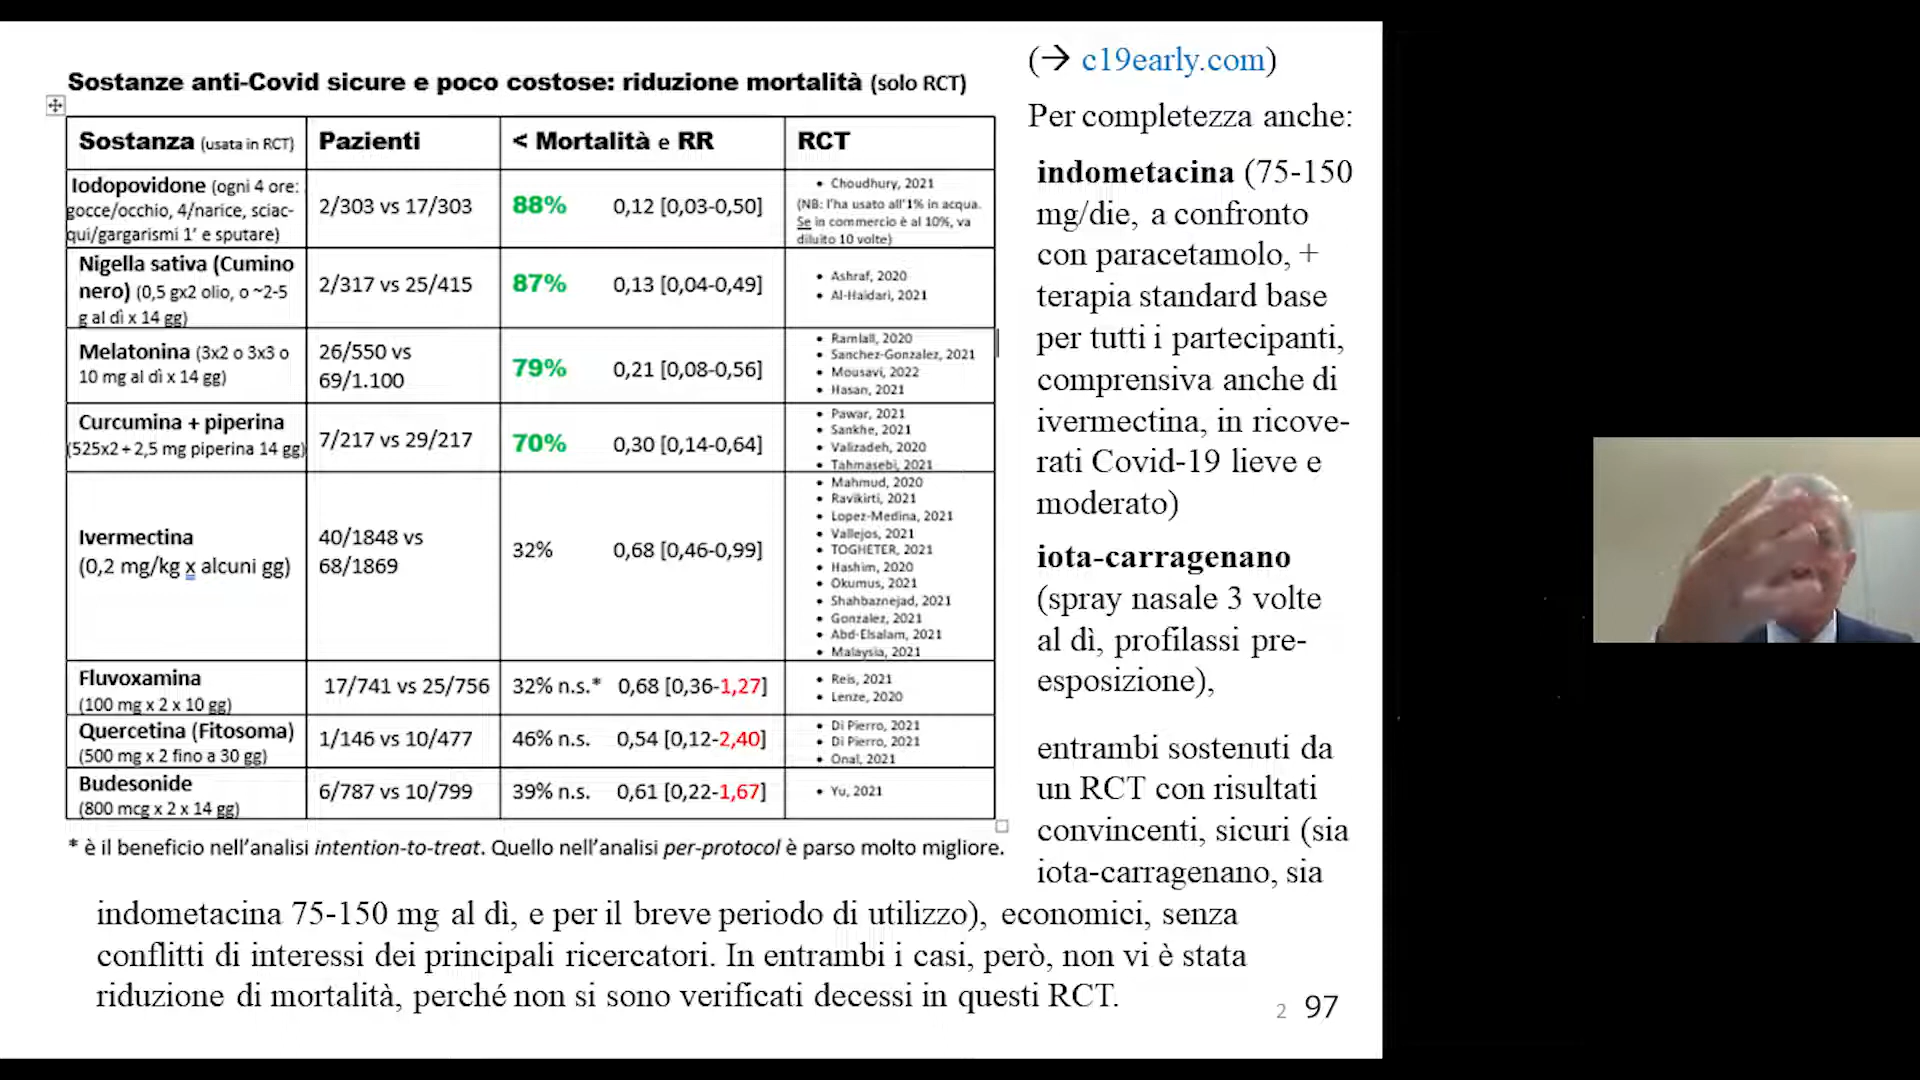 Sostanze anti-Covid sicure e poco costose: riduzione mortalità (solo RCT)
Sostanza (usata in RCT) Pazienti < Mortalità e RR RCT
Iodopovidone (ogni 4 ore:
gocce/occhio, 4/narice, sciac-
qui/gargarismi 1' e sputare)
2/303 vs 17/303
88% 0,12 [0,03-0,50]
• Choudhury, 2021
(NB: l'ha usato all'1% in acqua.
Se in commercio è al 10%, va
diluito 10 volte)
Nigella sativa (Cumino
nero) (0,5 gx2 olio, o ~2-5
g al dì x 14 gg)
2/317 vs 25/415
87% 0,13 [0,04-0,49]
• Ashraf, 2020
• Al-Haidari, 2021
Melatonina (3x2 o 3x3 o
10 mg al dì x 14 gg)
26/550 vs
69/1.100
79% 0,21 [0,08-0,56]
• Ramlall, 2020
• Sanchez-Gonzalez, 2021
• Mousavi, 2022
• Hasan, 2021
Curcumina + piperina
(525x2 + 2,5 mg piperina 14 gg)
7/217 vs 29/217
70% 0,30 [0,14-0,64]
• Pawar, 2021
• Sankhe, 2021
• Valizadeh, 2020
• Tahmasebi, 2021
Ivermectina
(0,2 mg/kg x alcuni gg)
40/1848 vs
68/1869
32% 0,68 [0,46-0,99]
• Mahmud, 2020
• Ravikirti, 2021
• Lopez-Medina, 2021
• Vallejos, 2021
• TOGHETER, 2021
• Hashim, 2020
• Okumus, 2021
• Shahbaznejad, 2021
• Gonzalez, 2021
• Abd-Elsalam, 2021
• Malaysia, 2021
Fluvoxamina
(100 mg x 2 x 10 gg)
17/741 vs 25/756
32% n.s.* 0,68 [0,36-1,27]
• Reis, 2021
• Lenze, 2020
Quercetina (Fitosoma)
(500 mg x 2 fino a 30 gg)
1/146 vs 10/477
46% n.s. 0,54 [0,12-2,40]
• Di Pierro, 2021
• Di Pierro, 2021
• Onal, 2021
Budesonide
(800 mcg x 2 x 14 gg)
6/787 vs 10/799
39% n.s. 0,61 [0,22-1,67]
• Yu, 2021
* è il beneficio nell'analisi intention-to-treat. Quello nell'analisi per-protocol è parso molto migliore.
(→ c19early.com)
Per completezza anche:
indometacina (75-150
mg/die, a confronto
con paracetamolo, +
terapia standard base
per tutti i partecipanti,
comprensiva anche di
ivermectina, in ricove-
rati Covid-19 lieve e
moderato)
iota-carragenano
(spray nasale 3 volte
al dì, profilassi pre-
esposizione),
entrambi sostenuti da
un RCT con risultati
convincenti, sicuri (sia
iota-carragenano, sia
indometacina 75-150 mg al dì, e per il breve periodo di utilizzo), economici, senza
conflitti di interessi dei principali ricercatori. In entrambi i casi, però, non vi è stata
riduzione di mortalità, perché non si sono verificati decessi in questi RCT.
2 97